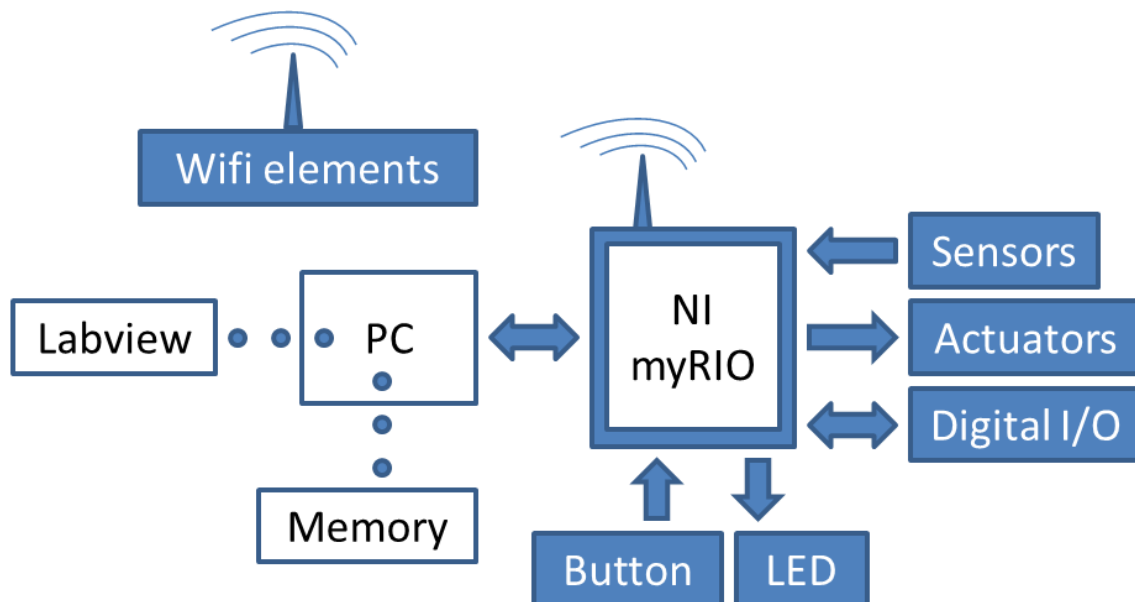 Wifi elements
Sensors
Labview
PC
NI
myRIO
Actuators
Digital I/O
Memory
Button
LED